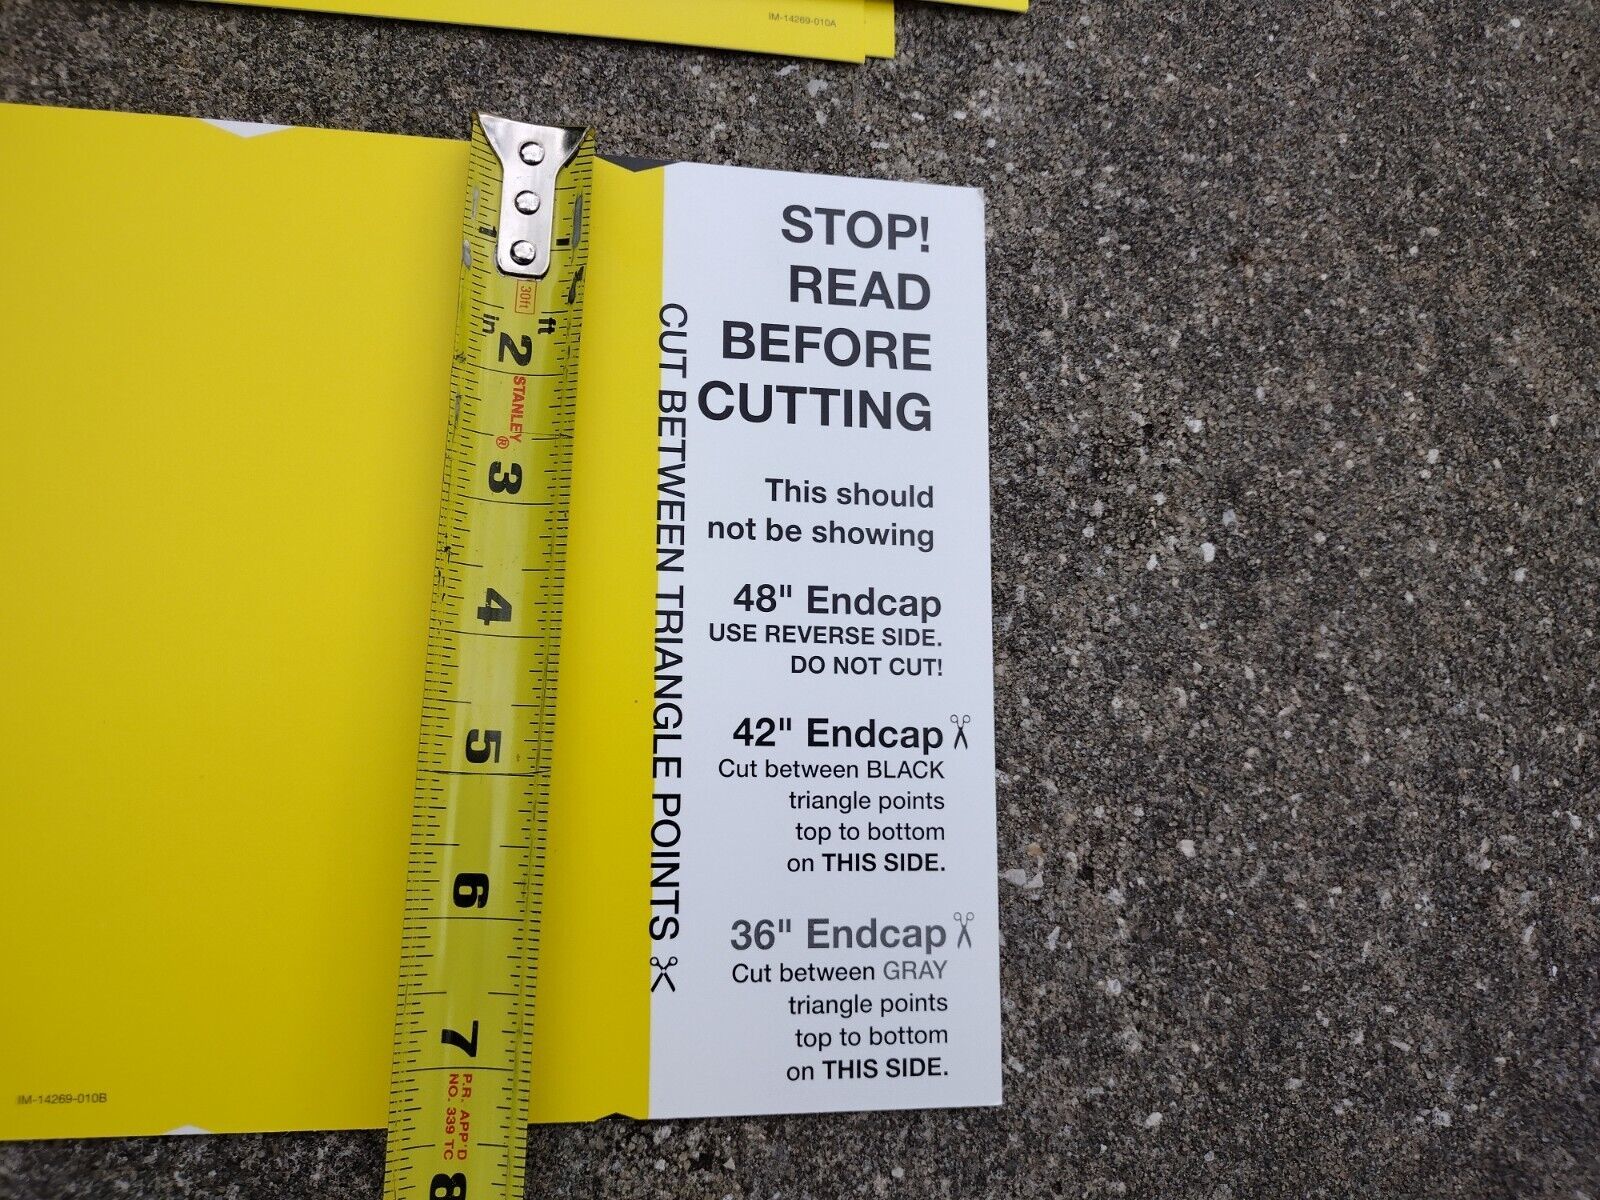 IM-14269-010A
STOP!
READ
BEFORE
CUTTING
This should
not be showing
48" Endcap
USE REVERSE SIDE.
DO NOT CUT!
42" Endcap
Cut between BLACK
triangle points
top to bottom
on THIS SIDE.
36" Endcap
Cut between GRAY
triangle points
top to bottom
on THIS SIDE.
CUT BETWEEN TRIANGLE POINTS
1 1
30ft
in ft
2
STANLEY®
3
4
5
6
7
P.R. APP'D
NO. 339 TC
8
IM-14269-010B